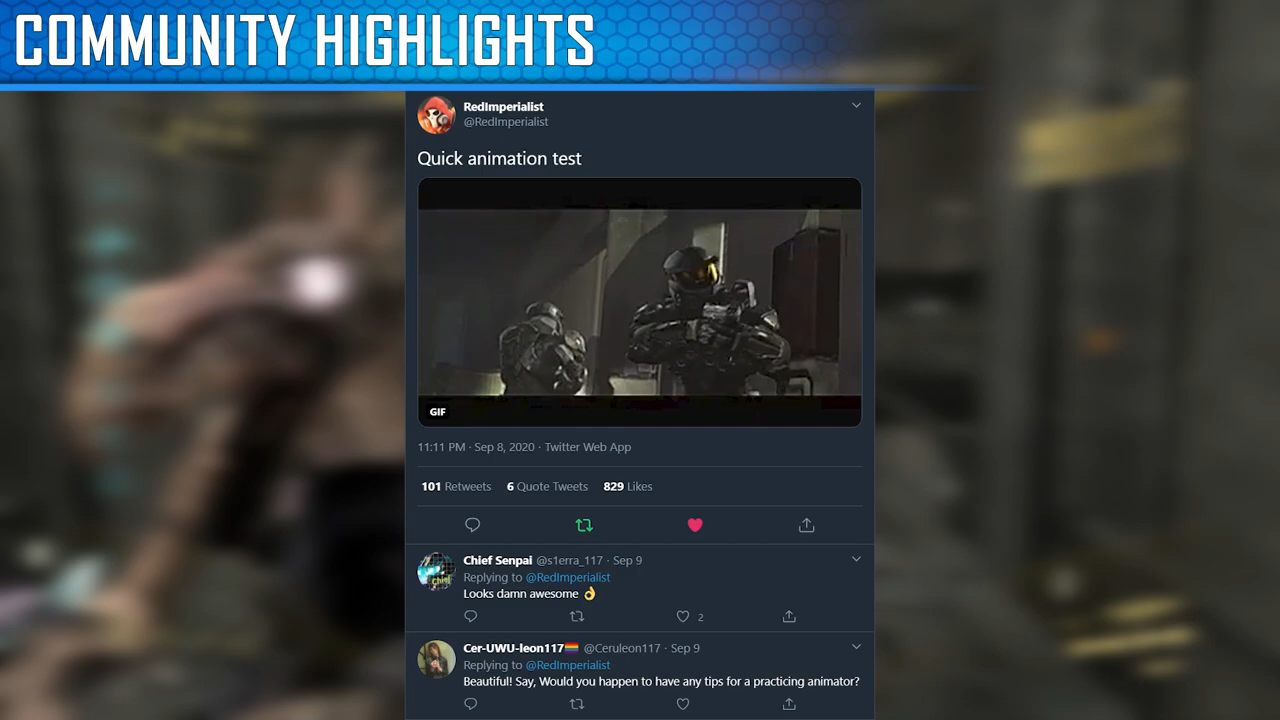 COMMUNITY HIGHLIGHTS
RedImperialist
@RedImperialist
Quick animation test
GIF
11:11 PM · Sep 8, 2020 · Twitter Web App
101 Retweets 6 Quote Tweets 829 Likes
Chief Senpai @s1erra_117 · Sep 9
Replying to @RedImperialist
Looks damn awesome 👌
2
Cer-UWU-leon117🏳️‍🌈 @Ceruleon117 · Sep 9
Replying to @RedImperialist
Beautiful! Say, Would you happen to have any tips for a practicing animator?